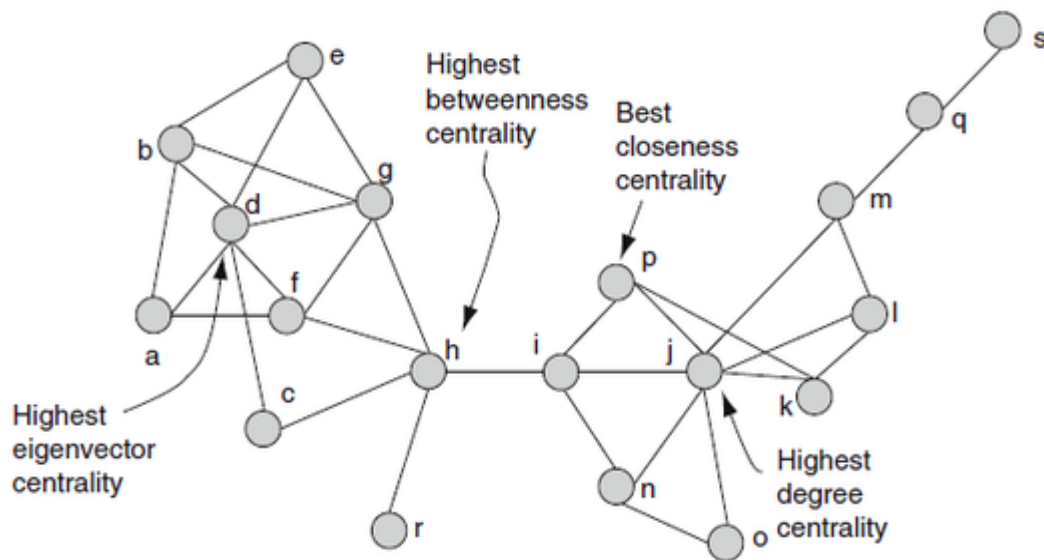 s
e
Highest
betweenness
centrality
Best
closeness
centrality
q
b
g
m
d
p
f
l
a
h
i
j
c
k
Highest
eigenvector
centrality
n
Highest
degree
centrality
r
o